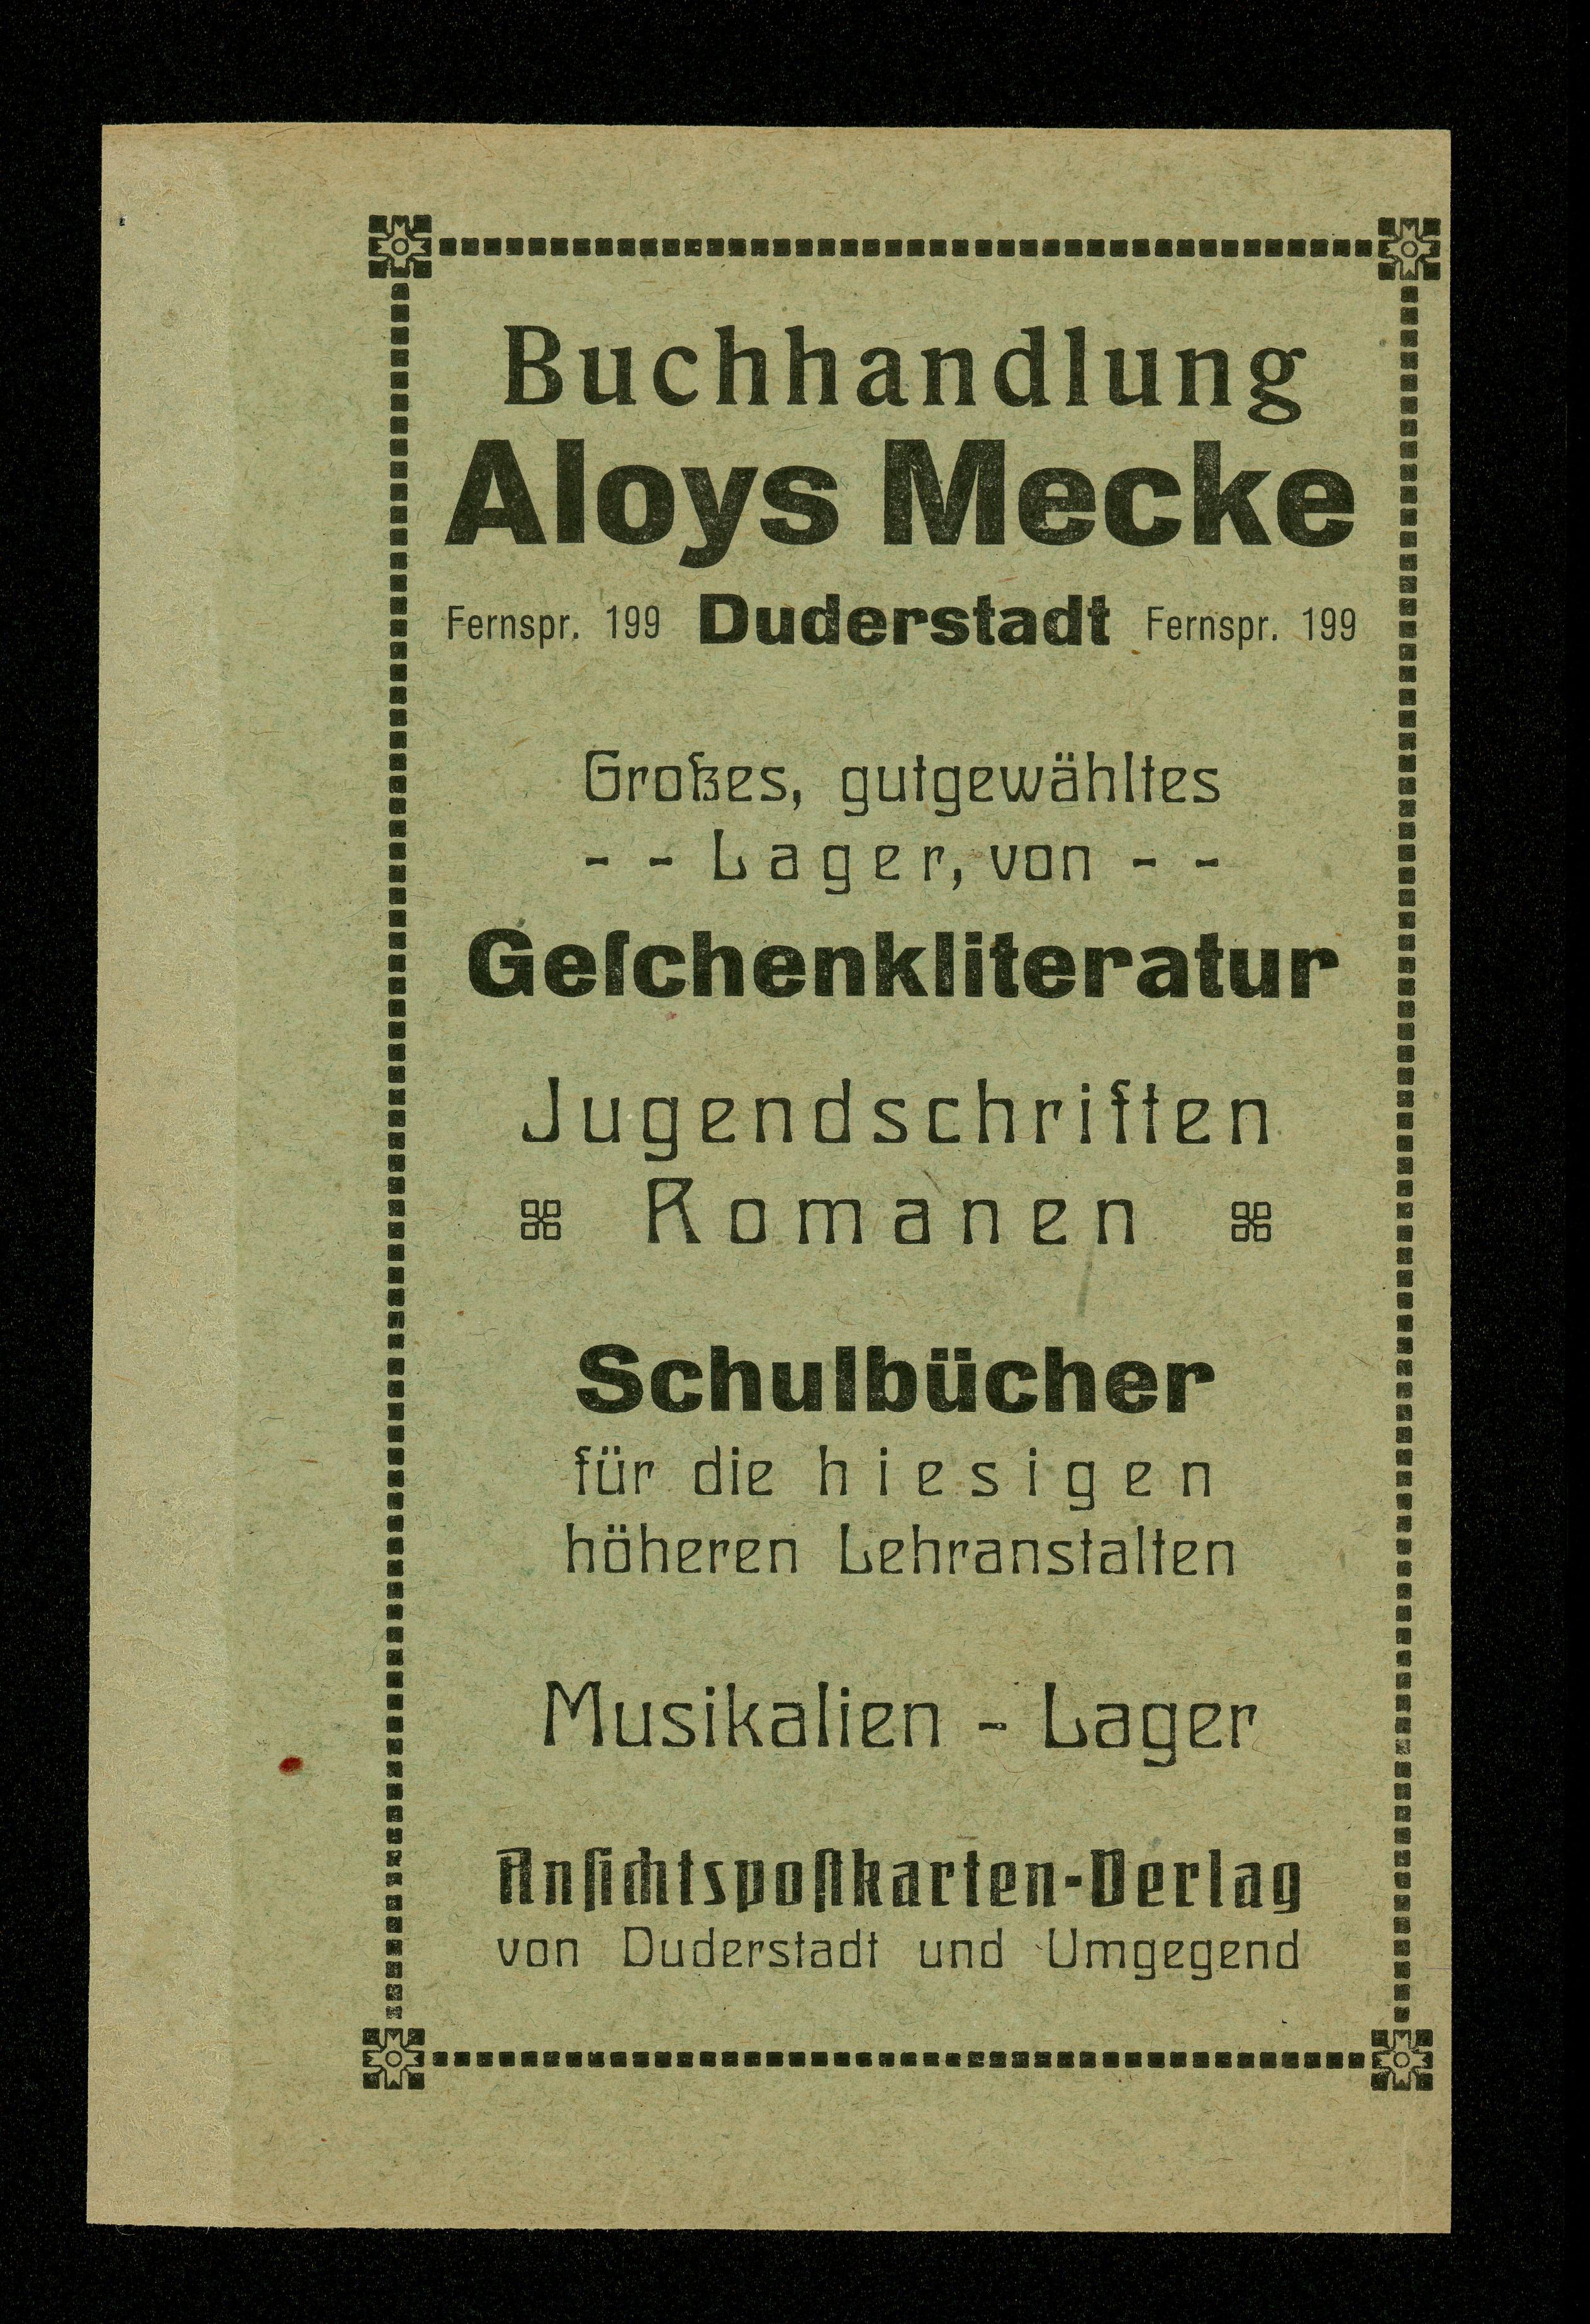 Buchhandlung
Aloys Mecke
Fernspr. 199 Duderstadt Fernspr. 199
Großes, gutgewähltes
- - Lager, von - -
Geſchenkliteratur
Jugendschriften
Romanen
Schulbücher
für die hiesigen
höheren Lehranstalten
Musikalien - Lager
Anſichtspoſtkarten-Verlag
von Duderstadt und Umgegend